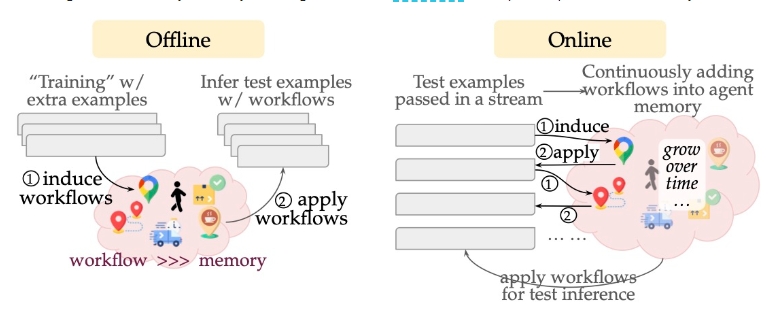 Offline
"Training" w/
extra examples
Infer test examples
w/ workflows
① induce
workflows
② apply
workflows
workflow >>> memory
Online
Test examples
passed in a stream
Continuously adding
workflows into agent
memory
①induce
②apply
①
②
grow
over
time
...
... ...
apply workflows
for test inference